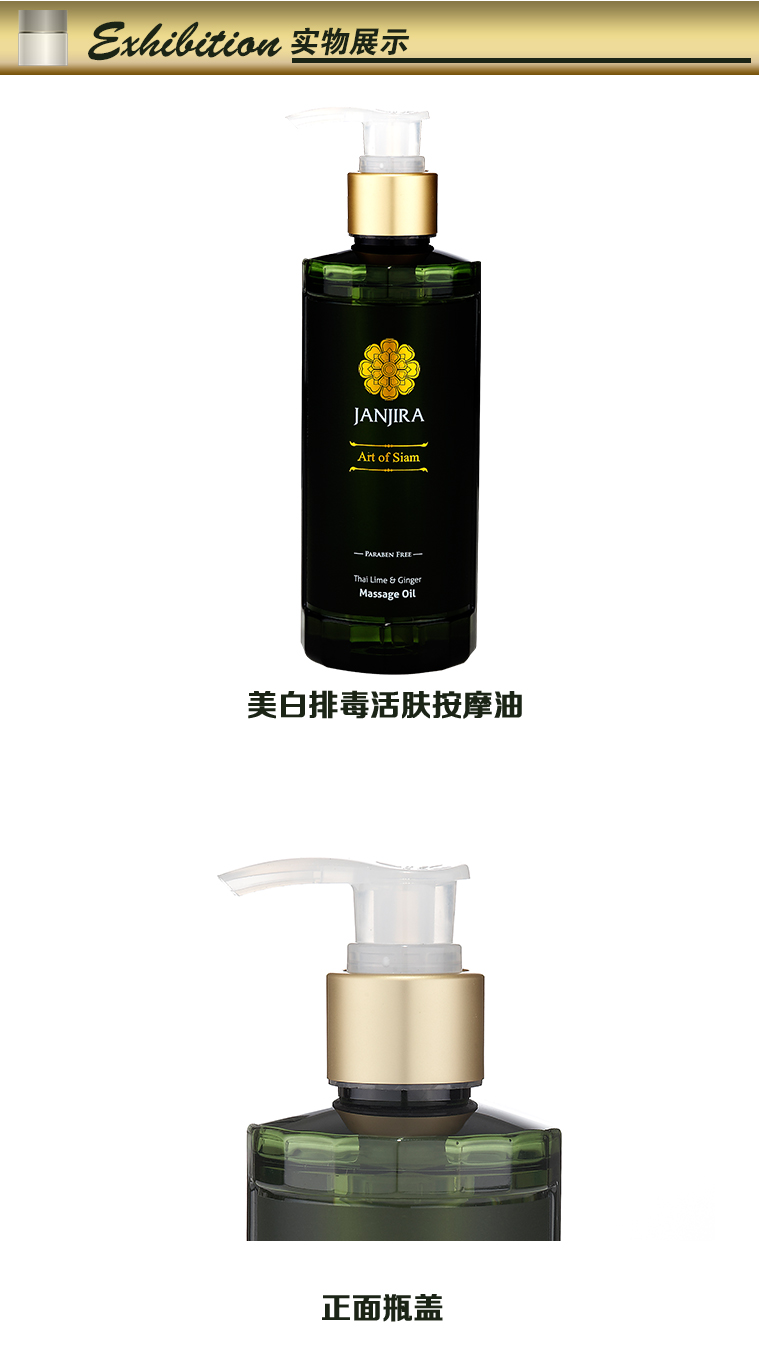 Exhibition 实物展示
JANJIRA
Art of Siam
PARABEN FREE
Thai Lime & Ginger
Massage Oil
美白排毒活肤按摩油
正面瓶盖